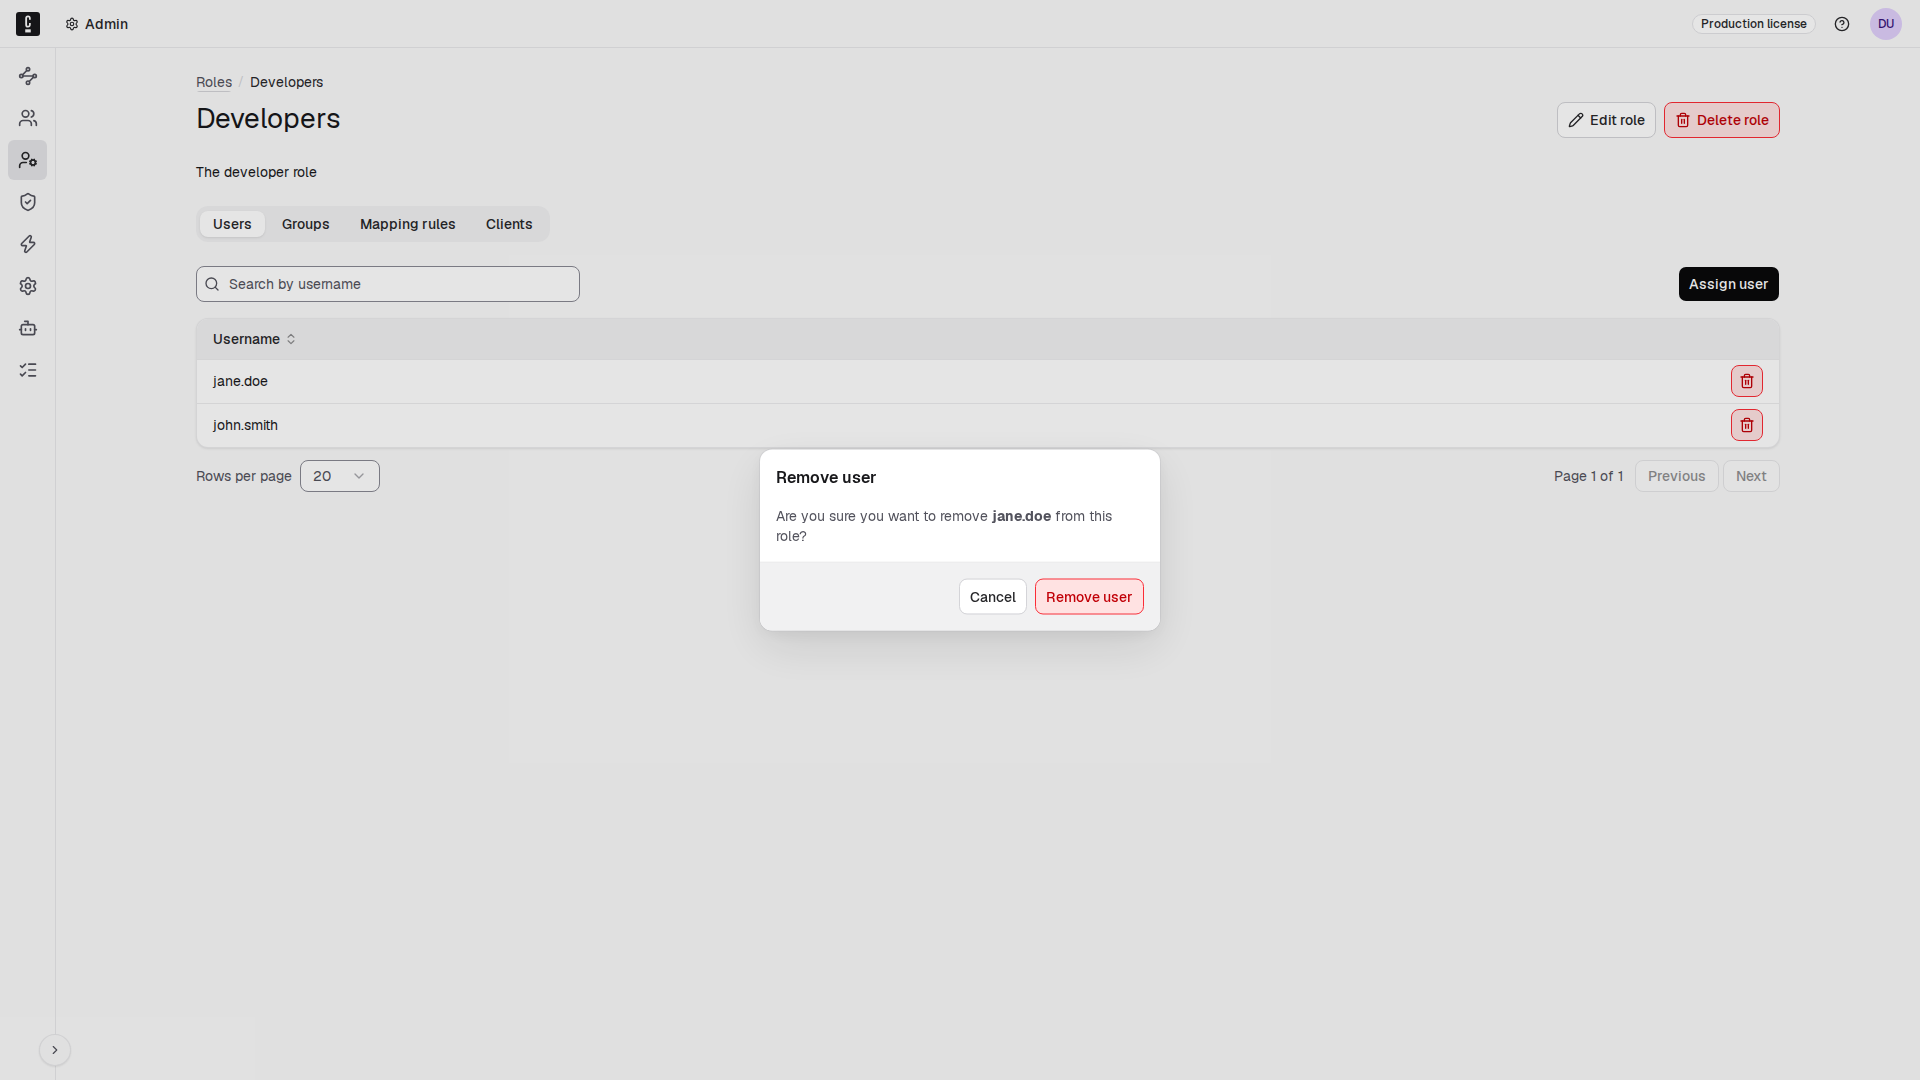 Admin
Production license
DU
Roles / Developers
Developers
Edit role
Delete role
The developer role
Users
Groups
Mapping rules
Clients
Search by username
Assign user
Username
jane.doe
john.smith
Rows per page
20
Page 1 of 1
Previous
Next
Remove user
Are you sure you want to remove jane.doe from this
role?
Cancel
Remove user